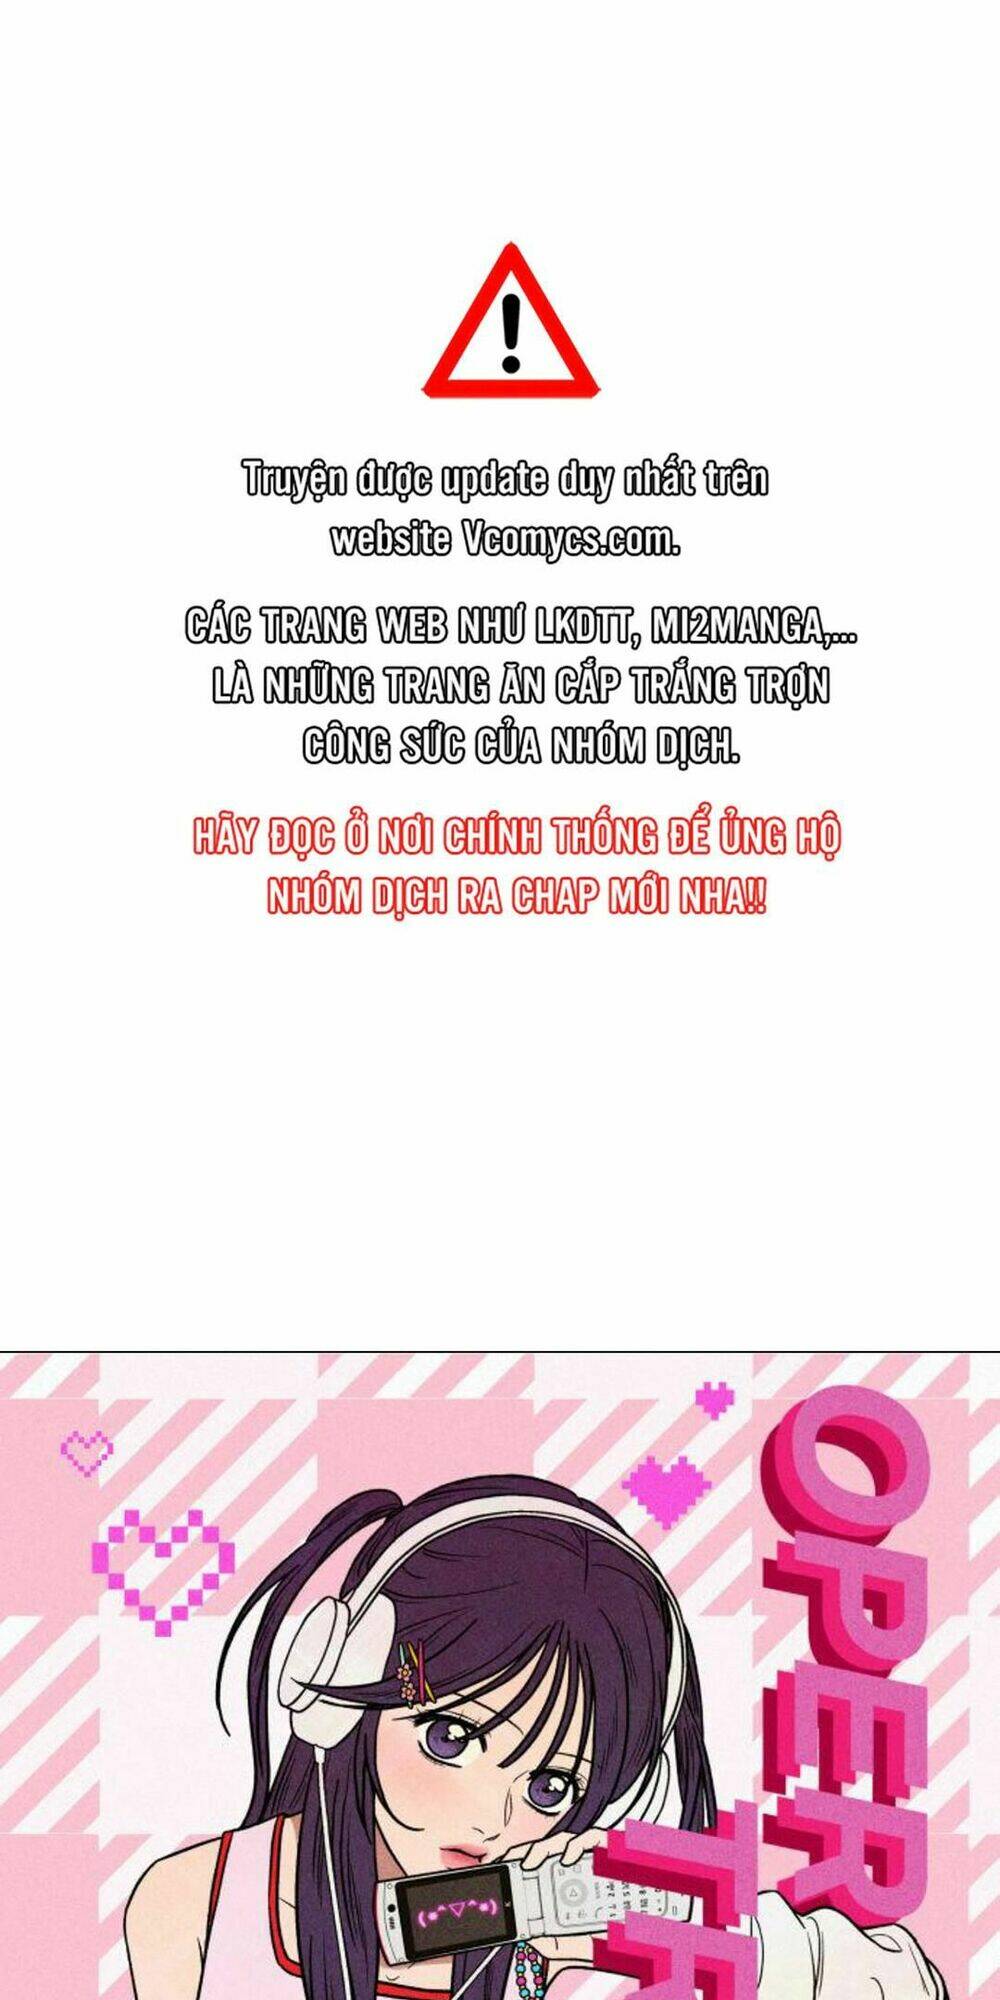 Truyện được update duy nhất trên
website Vcomycs.com.
CÁC TRANG WEB NHƯ LKDTT, MI2MANGA,...
LÀ NHỮNG TRANG ĂN CẮP TRẮNG TRỢN
CÔNG SỨC CỦA NHÓM DỊCH.
HÃY ĐỌC Ở NƠI CHÍNH THỐNG ĐỂ ỦNG HỘ
NHÓM DỊCH RA CHAP MỚI NHA!!
OPER
TR